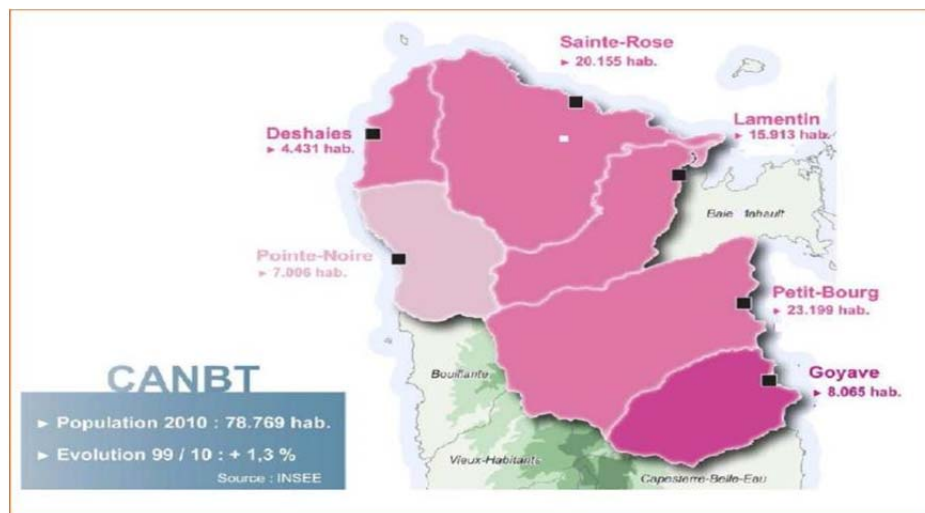 Sainte-Rose
► 20.155 hab.
Lamentin
► 15.913 hab.
Deshaies
► 4.431 hab.
Baie Mahault
Pointe-Noire
► 7.006 hab.
Petit-Bourg
► 23.199 hab.
Goyave
► 8.065 hab.
Bouillante
CANBT
► Population 2010 : 78.769 hab.
► Evolution 99 / 10 : + 1,3 %
Source : INSEE
Vieux-Habitants
Capesterre-Belle-Eau